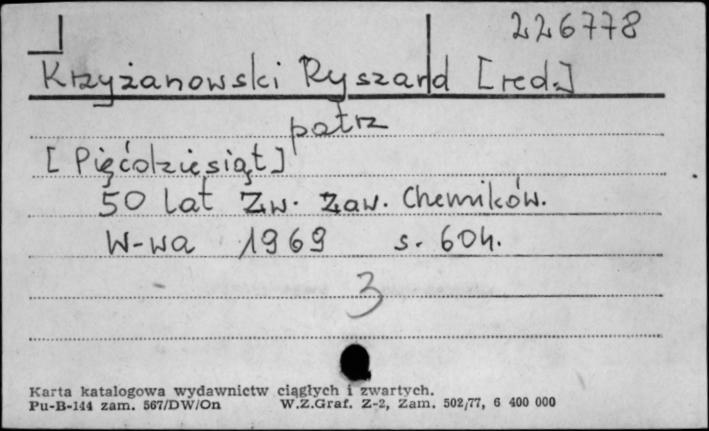 226778
Krzyżanowski Ryszard [red.]
patrz
[Pięćdziesiąt]
50 lat Zw. Zaw. Chemików.
W-wa 1969 s. 604.
3
Karta katalogowa wydawnictw ciągłych i zwartych.
Pu-B-144 zam. 567/DW/On W.Z.Graf. Z-2, Zam. 502/77, 6 400 000